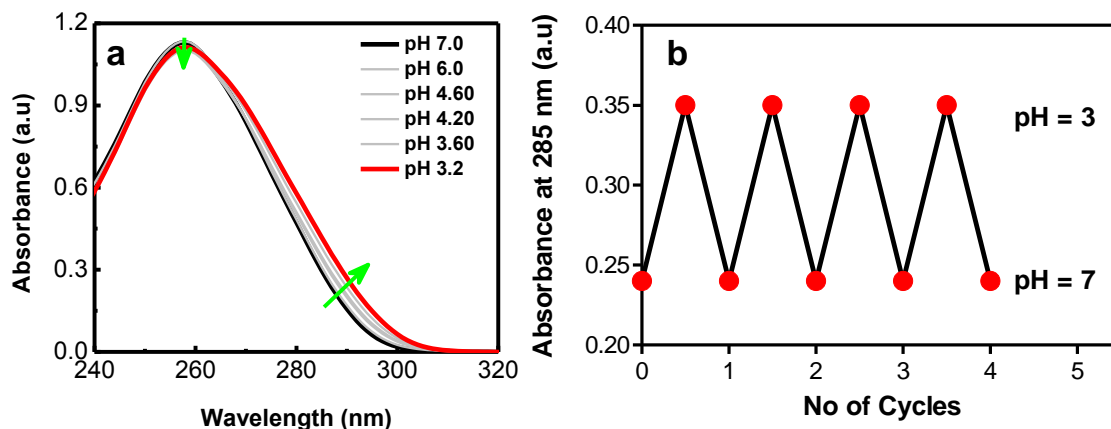 a
pH 7.0
pH 6.0
pH 4.60
pH 4.20
pH 3.60
pH 3.2
1.2
0.9
0.6
0.3
0.0
240 260 280 300 320
Absorbance (a.u)
Wavelength (nm)
b
pH = 3
pH = 7
0.40
0.35
0.30
0.25
0.20
0 1 2 3 4 5
Absorbance at 285 nm (a.u)
No of Cycles